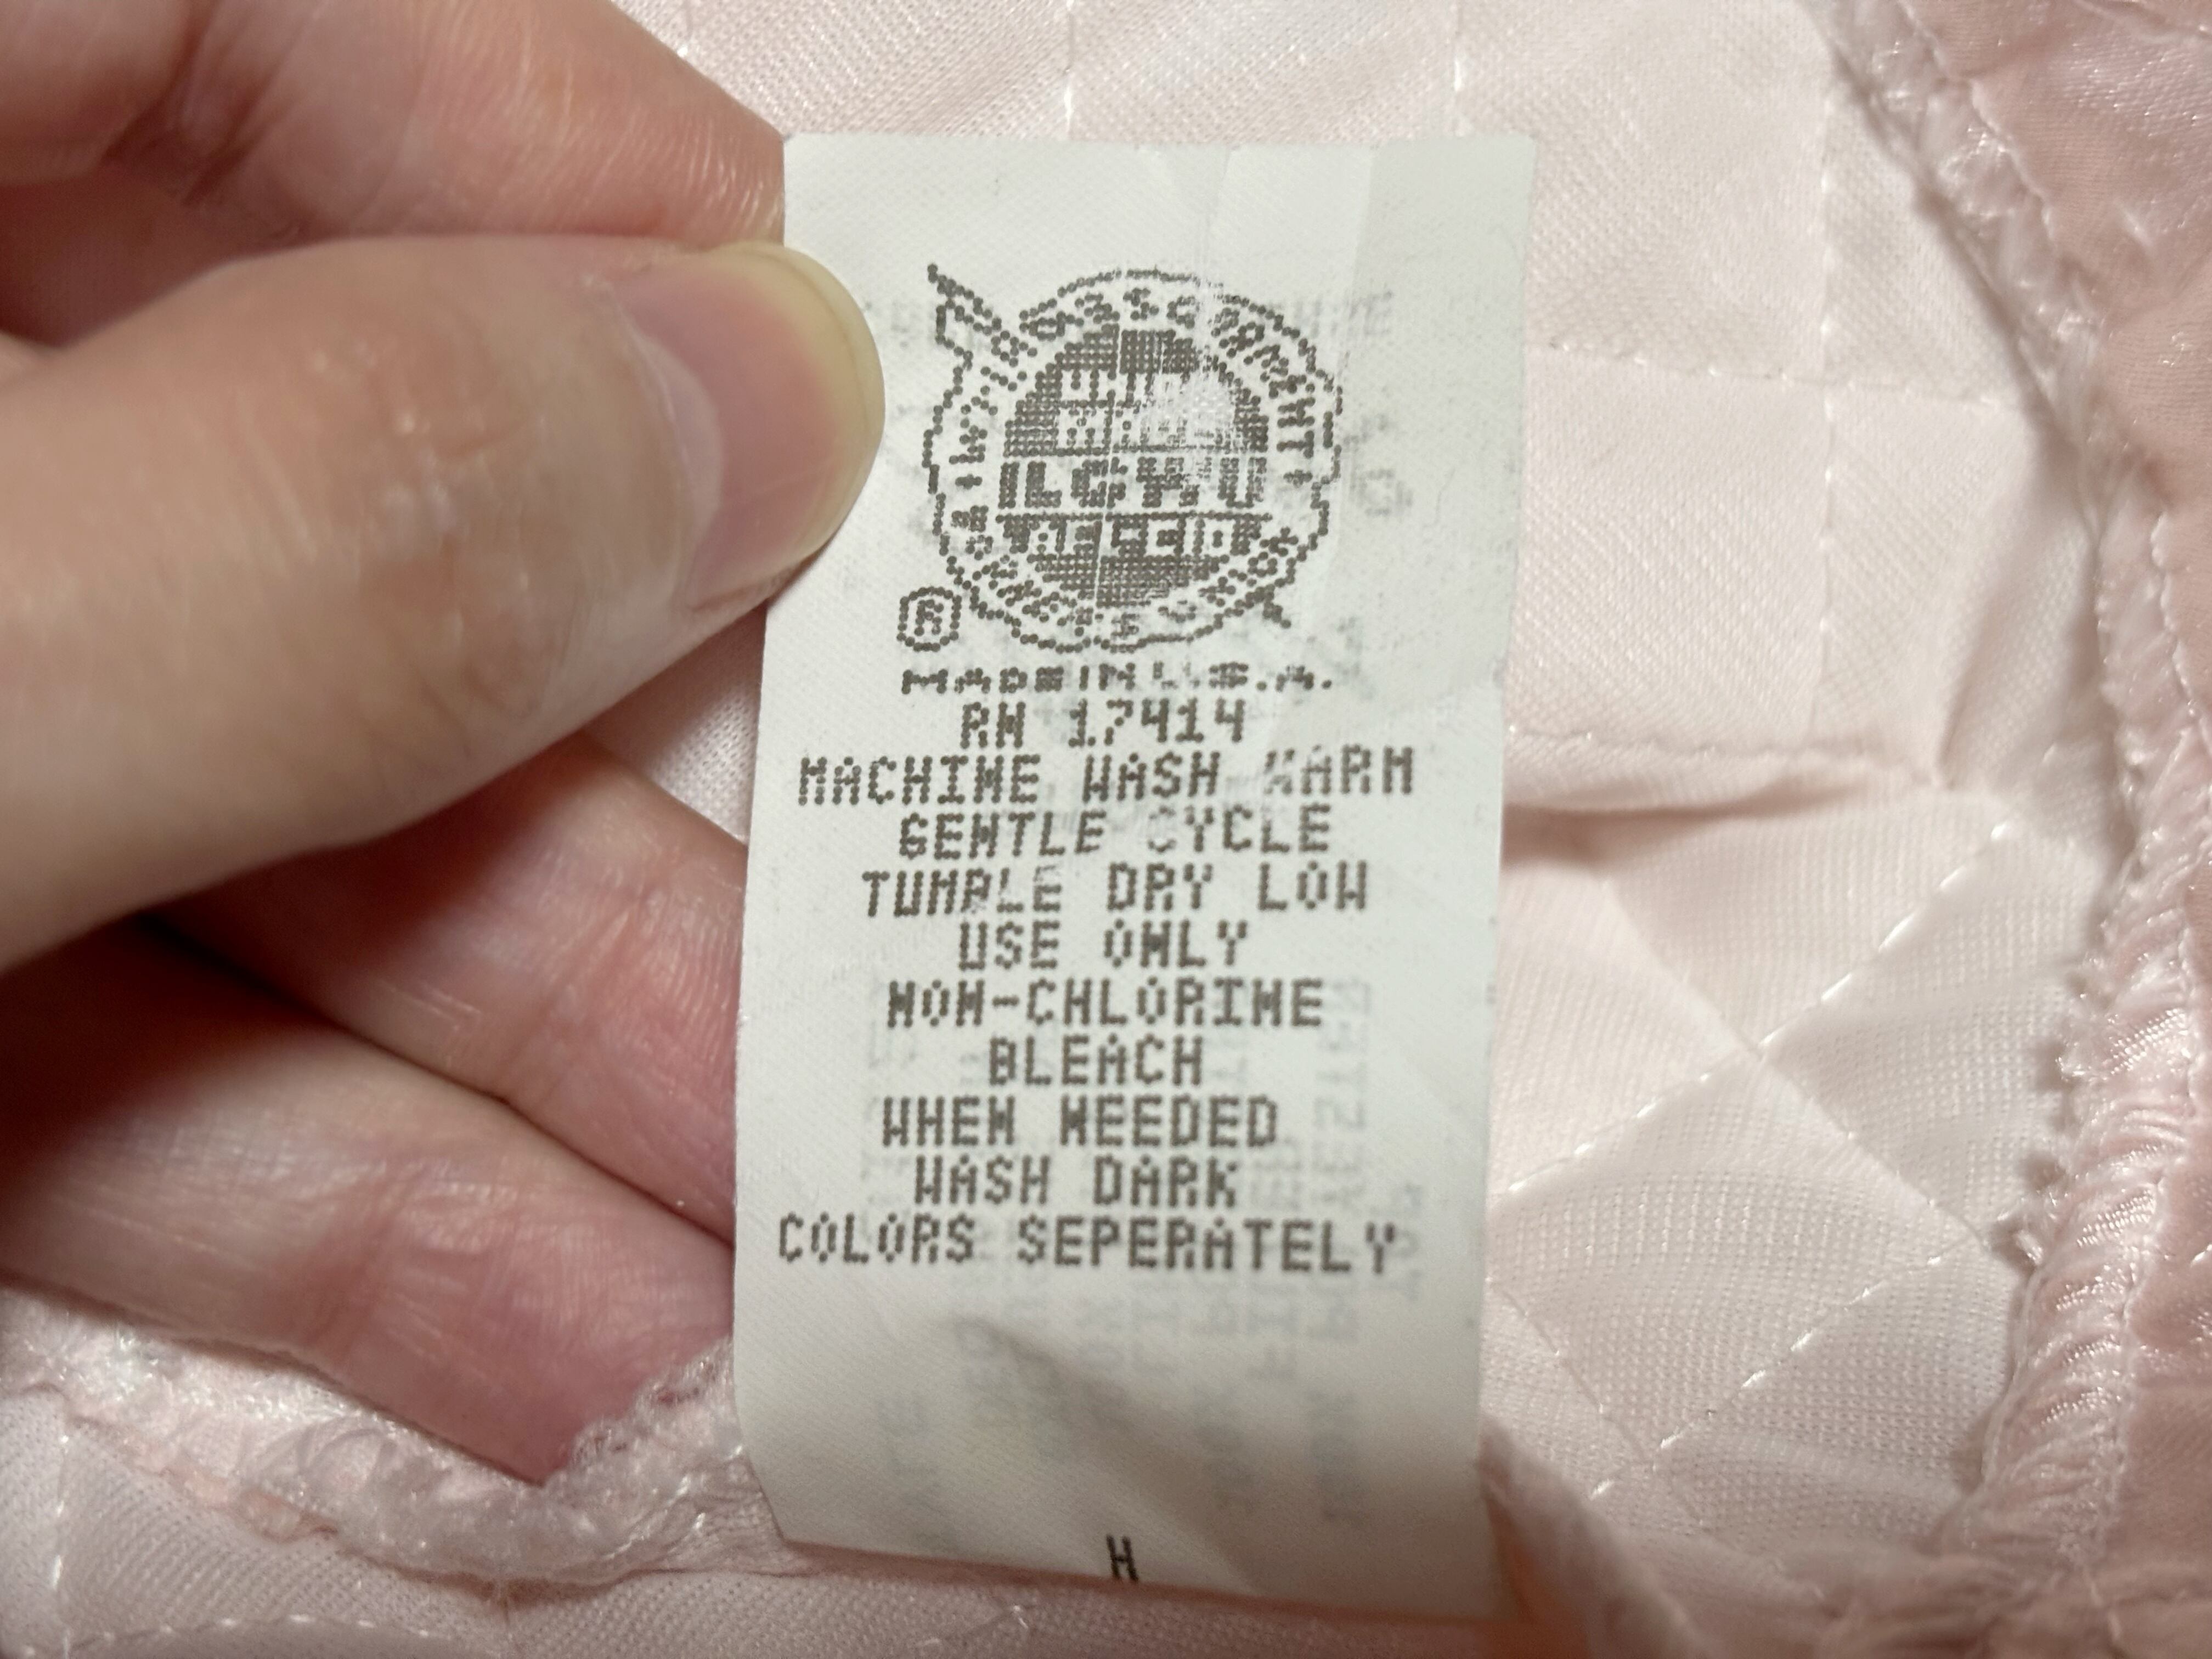 ILGWU
®
MADE IN U.S.A.
RN 17414
MACHINE WASH WARM
GENTLE CYCLE
TUMBLE DRY LOW
USE ONLY
NON-CHLORINE
BLEACH
WHEN NEEDED
WASH DARK
COLORS SEPERATELY
H